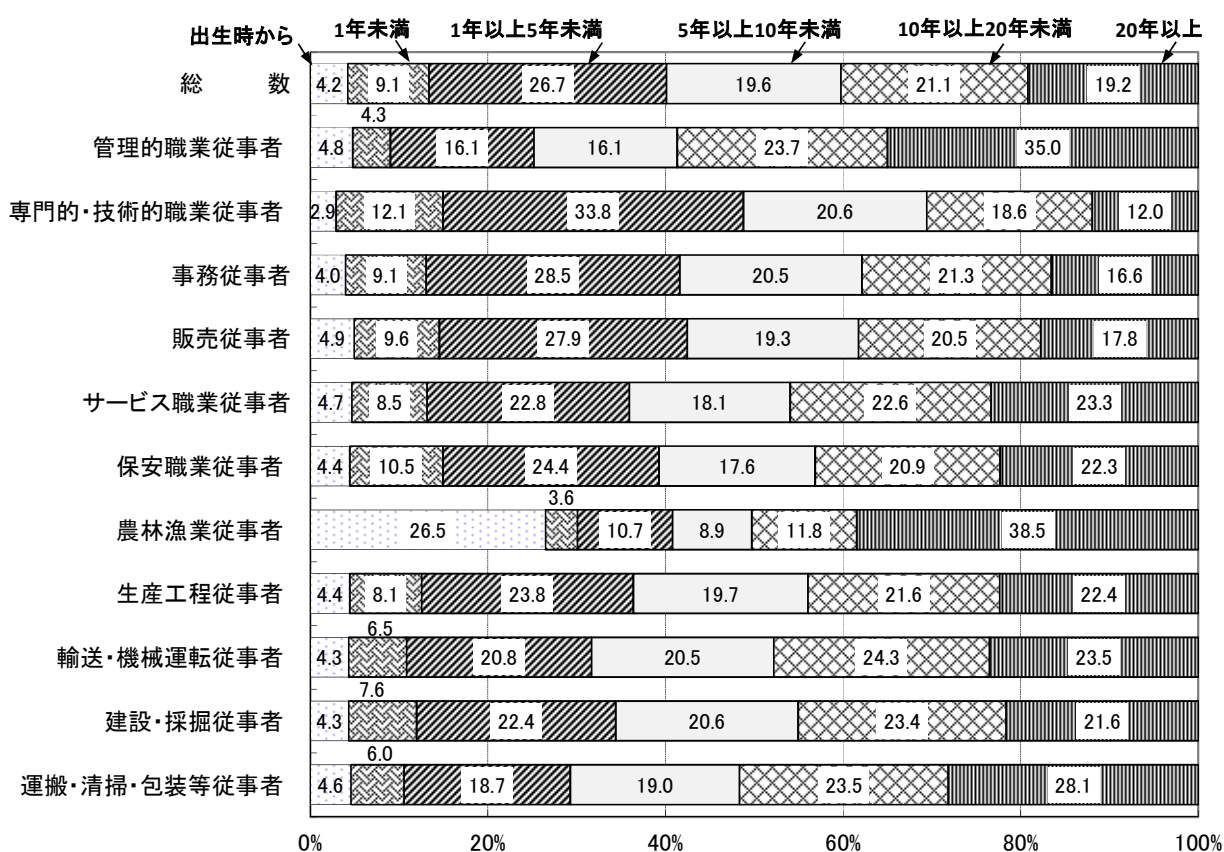 出生時から 1年未満 1年以上5年未満 5年以上10年未満 10年以上20年未満 20年以上
総 数 4.2 9.1 26.7 19.6 21.1 19.2
管理的職業従事者 4.8 4.3 16.1 16.1 23.7 35.0
専門的・技術的職業従事者 2.9 12.1 33.8 20.6 18.6 12.0
事務従事者 4.0 9.1 28.5 20.5 21.3 16.6
販売従事者 4.9 9.6 27.9 19.3 20.5 17.8
サービス職業従事者 4.7 8.5 22.8 18.1 22.6 23.3
保安職業従事者 4.4 10.5 24.4 17.6 20.9 22.3
農林漁業従事者 26.5 3.6 10.7 8.9 11.8 38.5
生産工程従事者 4.4 8.1 23.8 19.7 21.6 22.4
輸送・機械運転従事者 4.3 6.5 20.8 20.5 24.3 23.5
建設・採掘従事者 4.3 7.6 22.4 20.6 23.4 21.6
運搬・清掃・包装等従事者 4.6 6.0 18.7 19.0 23.5 28.1
0% 20% 40% 60% 80% 100%